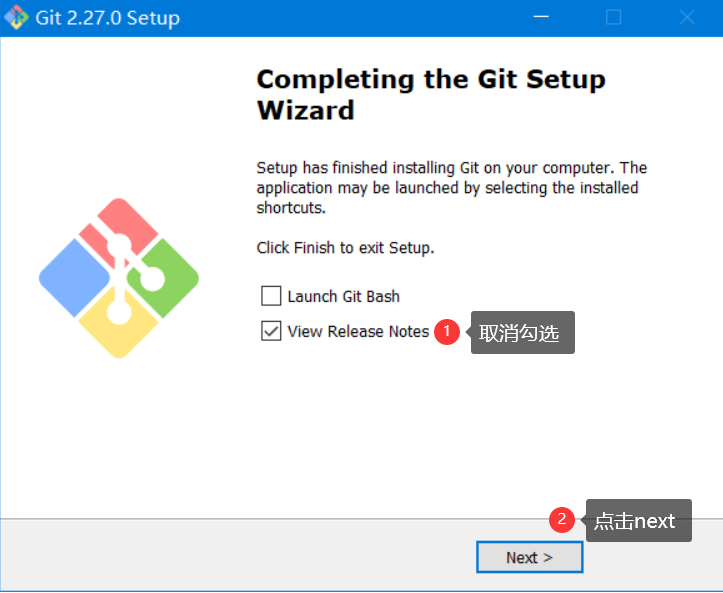 Git 2.27.0 Setup
Completing the Git Setup
Wizard
Setup has finished installing Git on your computer. The
application may be launched by selecting the installed
shortcuts.
Click Finish to exit Setup.
Launch Git Bash
View Release Notes 1 取消勾选
2 点击next
Next >